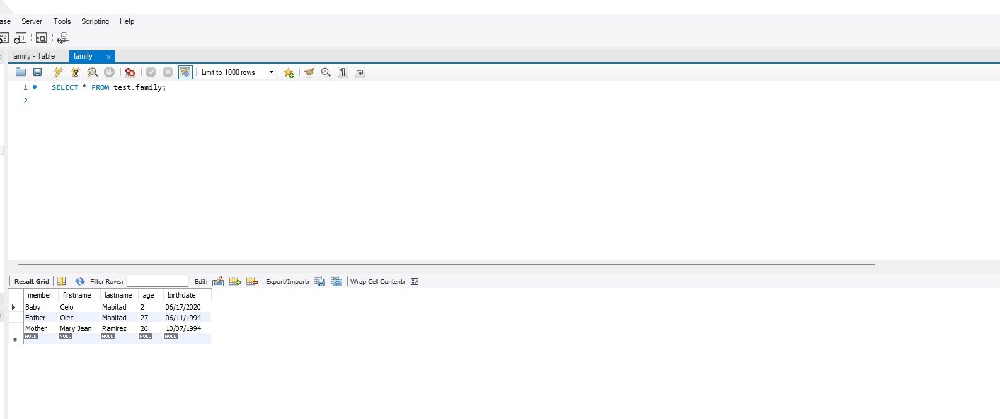 ase Server Tools Scripting Help
family - Table family
Limit to 1000 rows
1 SELECT * FROM test.family;
2
Result Grid Filter Rows: Edit: Export/Import: Wrap Cell Content:
member firstname lastname age birthdate
Baby Celo Mabitad 2 06/17/2020
Father Olec Mabitad 27 06/11/1994
Mother Mary Jean Ramirez 26 10/07/1994
NULL NULL NULL NULL NULL